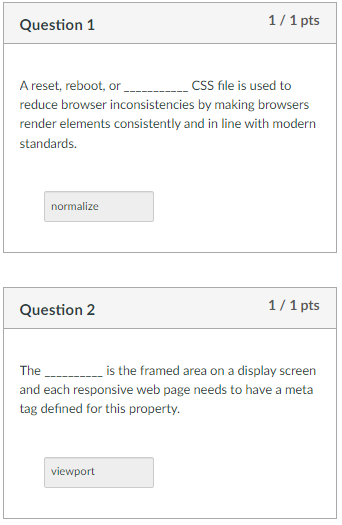 Question 1
1 / 1 pts
A reset, reboot, or ___________ CSS file is used to
reduce browser inconsistencies by making browsers
render elements consistently and in line with modern
standards.
normalize
Question 2
1 / 1 pts
The __________ is the framed area on a display screen
and each responsive web page needs to have a meta
tag defined for this property.
viewport